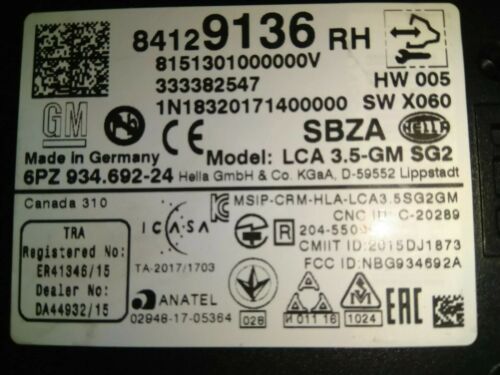 84129136 RH
8151301000000V
333382547 HW 005
1N18320171400000 SW X060
GM
N
CE
SBZA
HELLA
Made in Germany Model: LCA 3.5-GM SG2
6PZ 934.692-24 Hella GmbH & Co. KGaA, D-59552 Lippstadt
Canada 310
TRA
Registered No:
ER41346/15
Dealer No:
DA44932/15
ICASA
TA-2017/1703
MSIP-CRM-HLA-LCA3.5SG2GM
CNC ID: C-20289
R 204-550
CMIIT ID:2015DJ1873
FCC ID:NBG934692A
ANATEL
02948-17-05364
028
И 011 16
1024
EAC